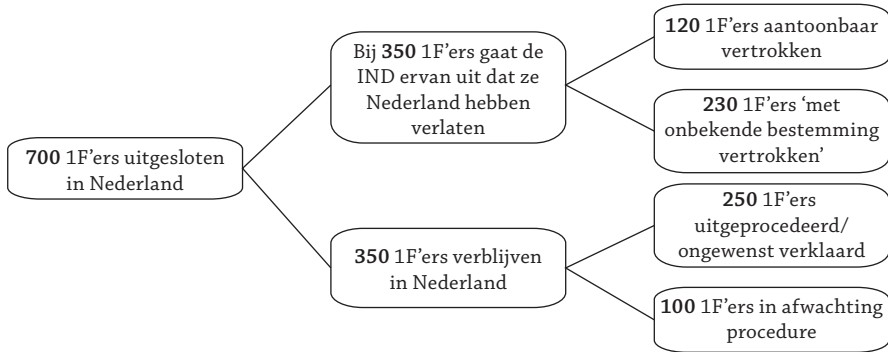 700 1F'ers uitgesloten
in Nederland
Bij 350 1F'ers gaat de
IND ervan uit dat ze
Nederland hebben
verlaten
120 1F'ers aantoonbaar
vertrokken
230 1F'ers ‘met
onbekende bestemming
vertrokken’
350 1F'ers verblijven
in Nederland
250 1F'ers
uitgeprocedeerd/
ongewenst verklaard
100 1F'ers in afwachting
procedure